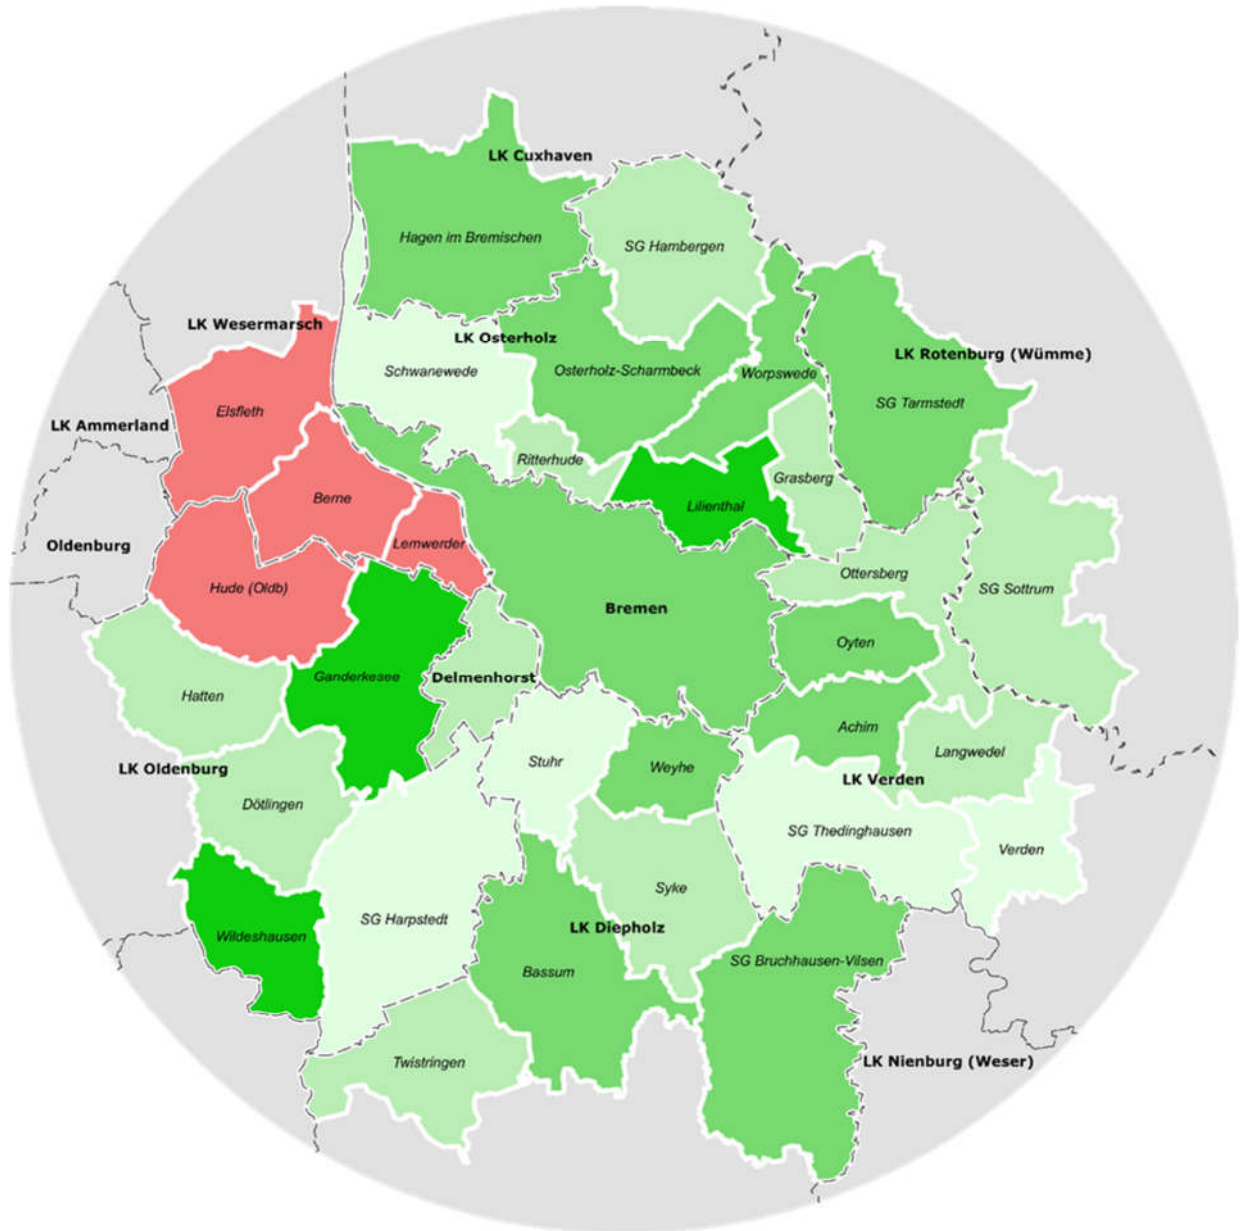 LK Cuxhaven
Hagen im Bremischen
SG Hambergen
LK Wesermarsch
LK Osterholz
LK Rotenburg (Wümme)
Schwanewede
Osterholz-Scharmbeck
Worpswede
SG Tarmstedt
Elsfleth
LK Ammerland
Ritterhude
Grasberg
Berne
Lilienthal
Oldenburg
Lemwerder
Ottersberg
Hude (Oldb)
SG Sottrum
Bremen
Oyten
Ganderkesee
Delmenhorst
Hatten
Achim
Langwedel
LK Oldenburg
Stuhr
Weyhe
LK Verden
Dötlingen
SG Thedinghausen
Verden
Syke
SG Harpstedt
LK Diepholz
Wildeshausen
SG Bruchhausen-Vilsen
Bassum
Twistringen
LK Nienburg (Weser)